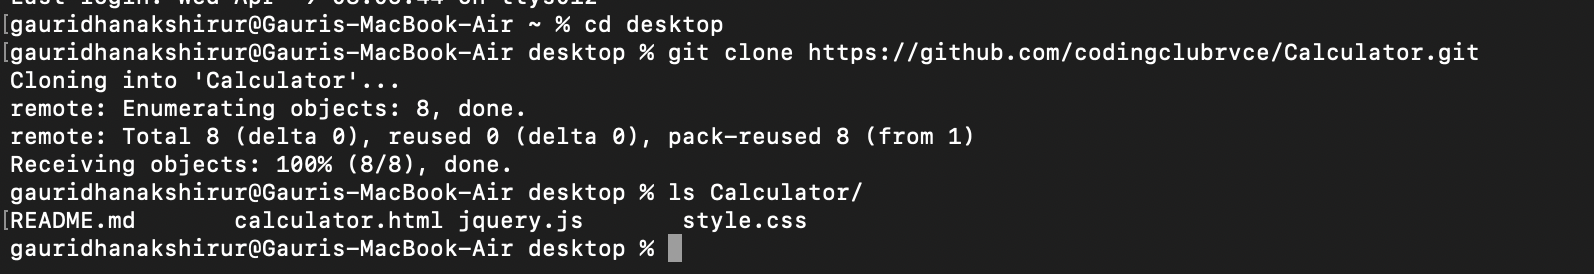 [gauridhanakshirur@Gauris-MacBook-Air ~ % cd desktop
[gauridhanakshirur@Gauris-MacBook-Air desktop % git clone https://github.com/codingclubrvce/Calculator.git
Cloning into 'Calculator'...
remote: Enumerating objects: 8, done.
remote: Total 8 (delta 0), reused 0 (delta 0), pack-reused 8 (from 1)
Receiving objects: 100% (8/8), done.
gauridhanakshirur@Gauris-MacBook-Air desktop % ls Calculator/
[README.md       calculator.html jquery.js       style.css
gauridhanakshirur@Gauris-MacBook-Air desktop %